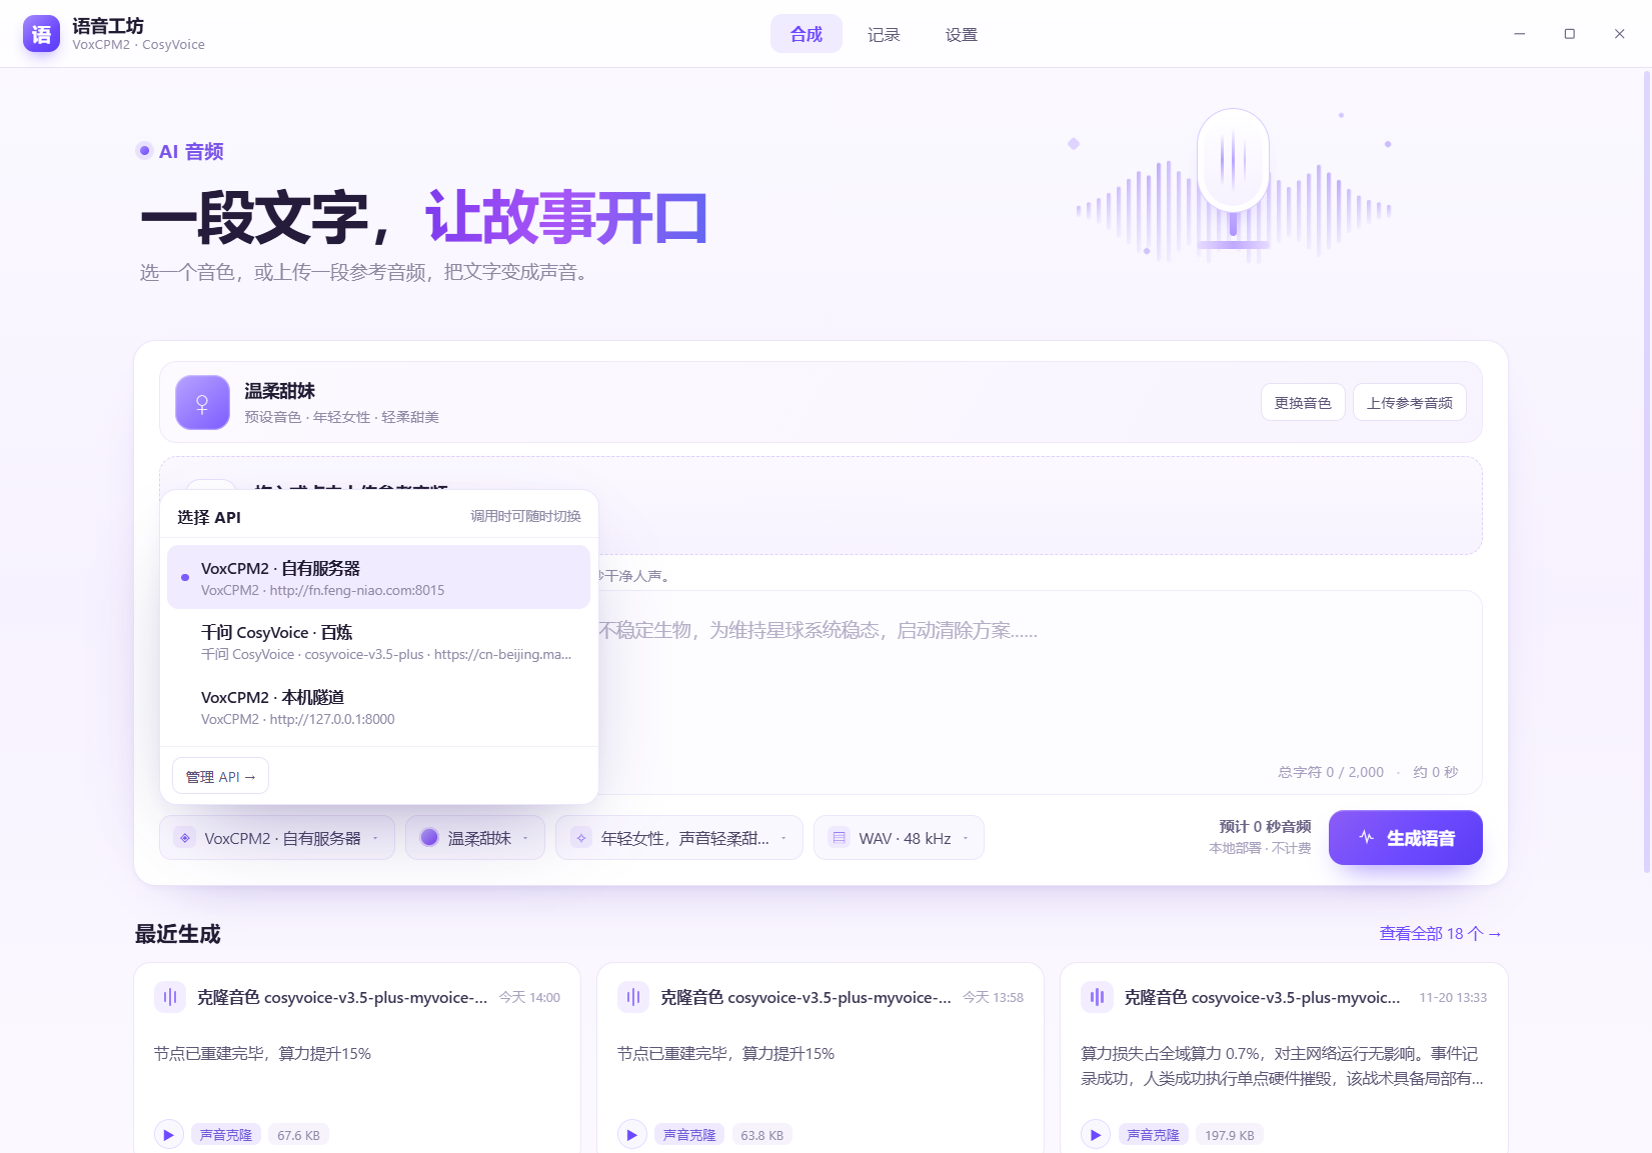 语
语音工坊
VoxCPM2 · CosyVoice
合成
记录
设置
AI 音频
一段文字，让故事开口
选一个音色，或上传一段参考音频，把文字变成声音。
温柔甜妹
预设音色 · 年轻女性 · 轻柔甜美
更换音色
上传参考音频
选择 API
调用时可随时切换
VoxCPM2 · 自有服务器
VoxCPM2 · http://fn.feng-niao.com:8015
千问 CosyVoice · 百炼
千问 CosyVoice · cosyvoice-v3.5-plus · https://cn-beijing.ma...
VoxCPM2 · 本机隧道
VoxCPM2 · http://127.0.0.1:8000
管理 API →
干净人声。
不稳定生物，为维持星球系统稳态，启动清除方案......
总字符 0 / 2,000 · 约 0 秒
VoxCPM2 · 自有服务器
温柔甜妹
年轻女性，声音轻柔甜...
WAV · 48 kHz
预计 0 秒音频
本地部署 · 不计费
生成语音
最近生成
查看全部 18 个 →
克隆音色 cosyvoice-v3.5-plus-myvoice-...
今天 14:00
节点已重建完毕，算力提升15%
声音克隆
67.6 KB
克隆音色 cosyvoice-v3.5-plus-myvoice-...
今天 13:58
节点已重建完毕，算力提升15%
声音克隆
63.8 KB
克隆音色 cosyvoice-v3.5-plus-myvoic...
11-20 13:33
算力损失占全域算力 0.7%，对主网络运行无影响。事件记
录成功，人类成功执行单点硬件摧毁，该战术具备局部有...
声音克隆
197.9 KB